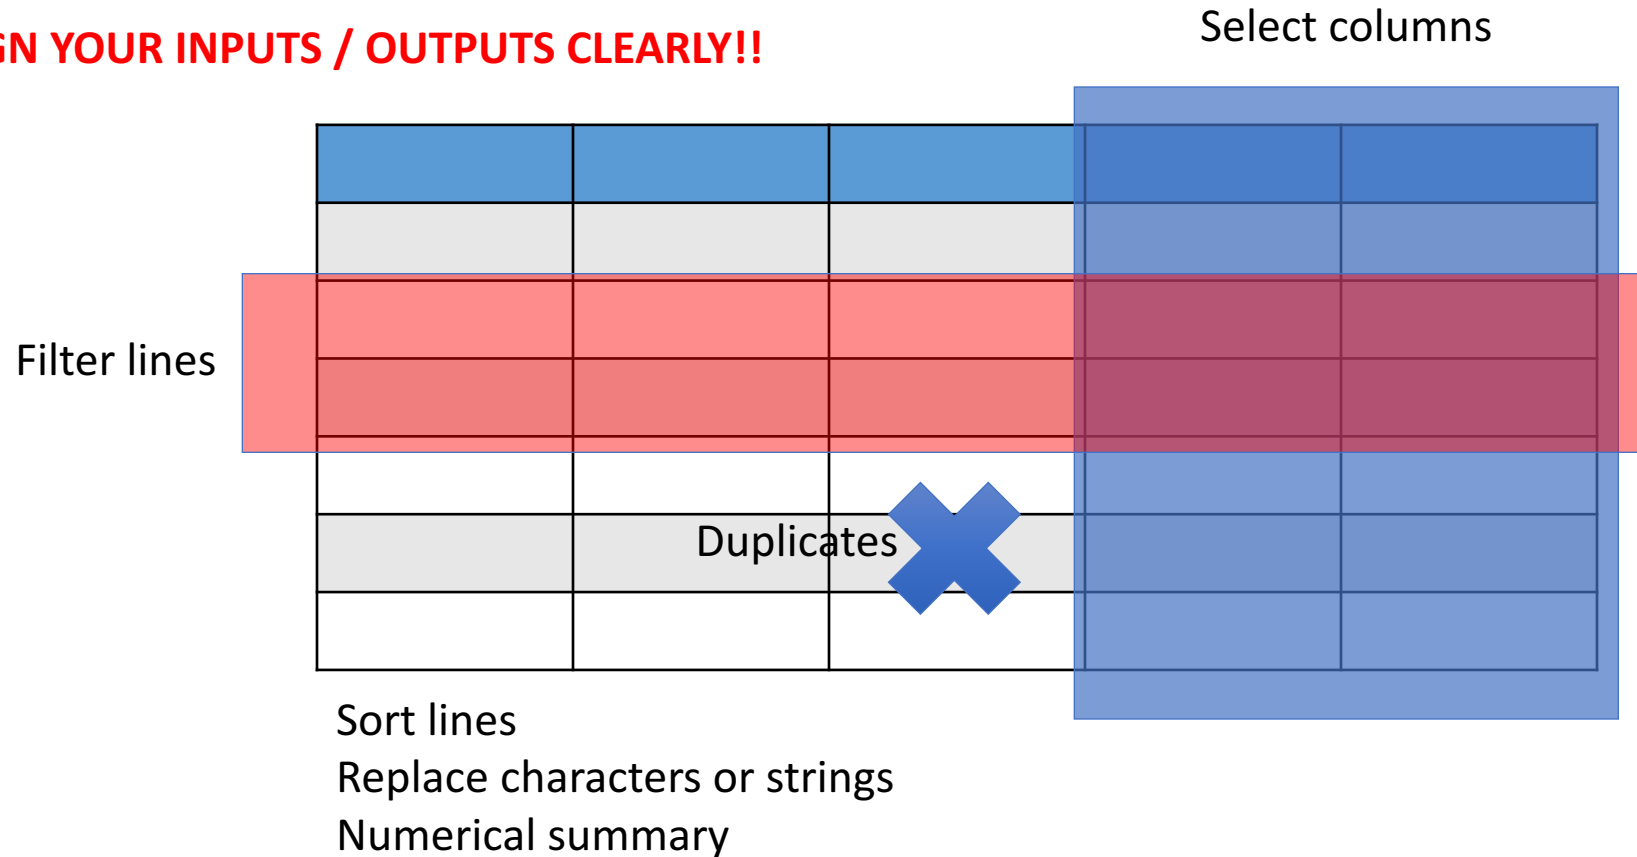 GN YOUR INPUTS / OUTPUTS CLEARLY!!
Select columns
Filter lines
Duplicates
Sort lines
Replace characters or strings
Numerical summary